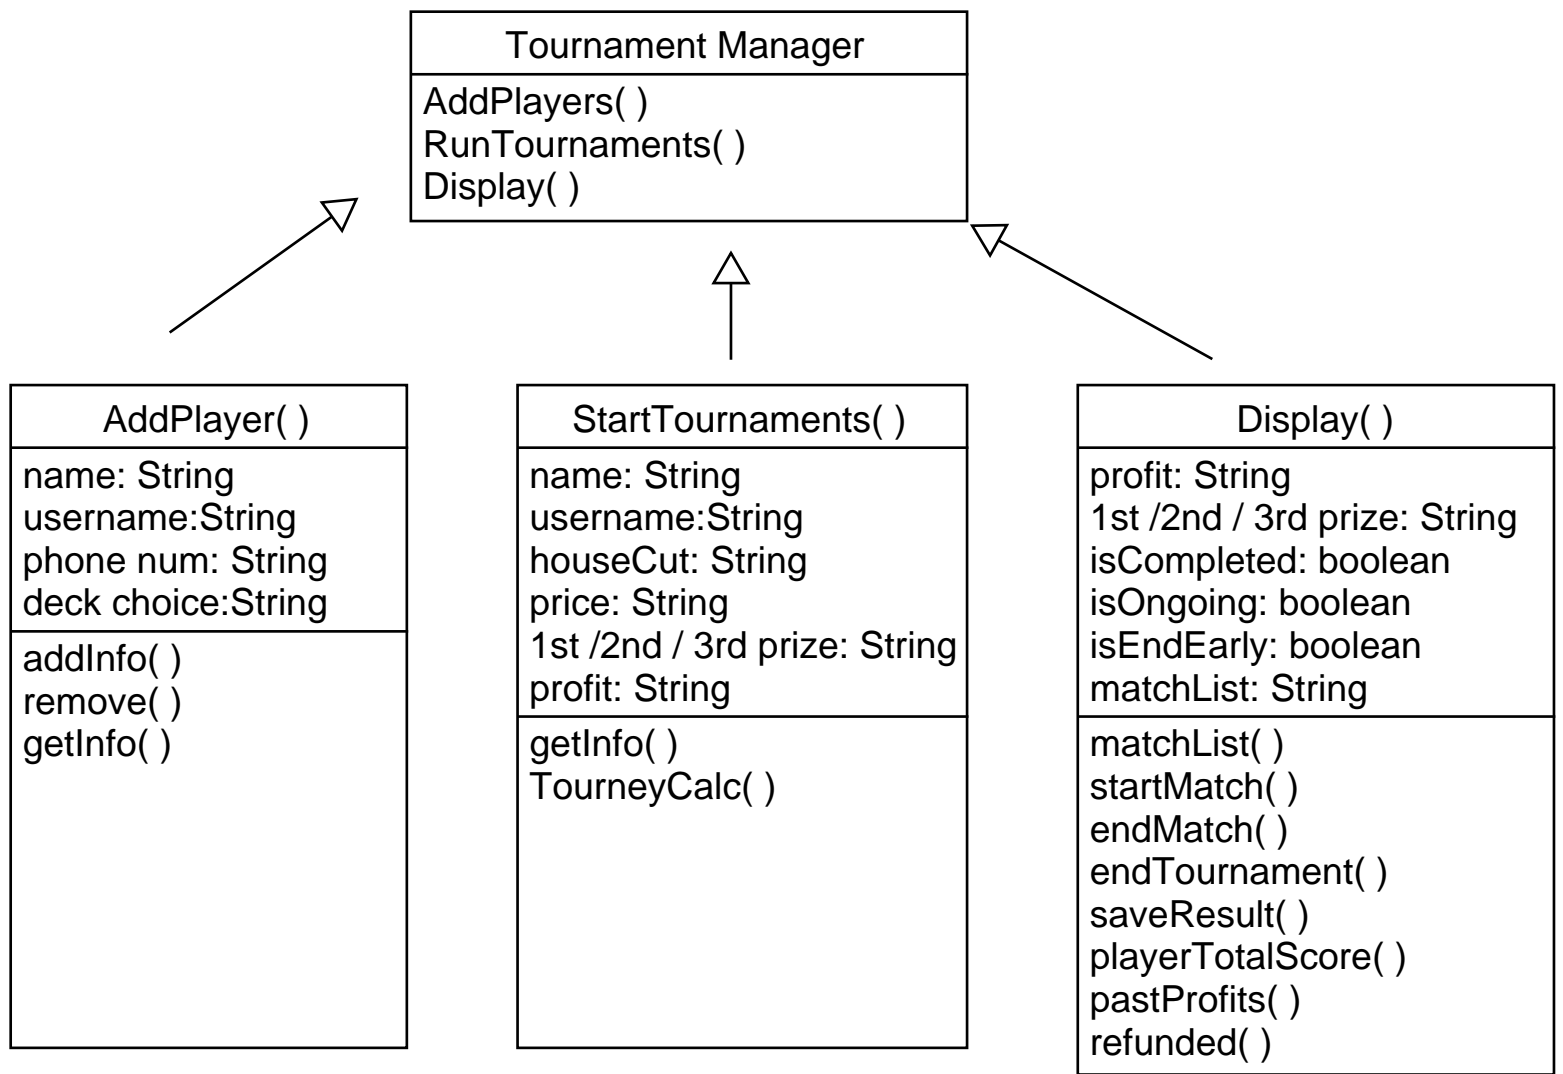 Tournament Manager
AddPlayers( )
RunTournaments( )
Display( )
AddPlayer( )
name: String
username:String
phone num: String
deck choice:String
addInfo( )
remove( )
getInfo( )
StartTournaments( )
name: String
username:String
houseCut: String
price: String
1st /2nd / 3rd prize: String
profit: String
getInfo( )
TourneyCalc( )
Display( )
profit: String
1st /2nd / 3rd prize: String
isCompleted: boolean
isOngoing: boolean
isEndEarly: boolean
matchList: String
matchList( )
startMatch( )
endMatch( )
endTournament( )
saveResult( )
playerTotalScore( )
pastProfits( )
refunded( )